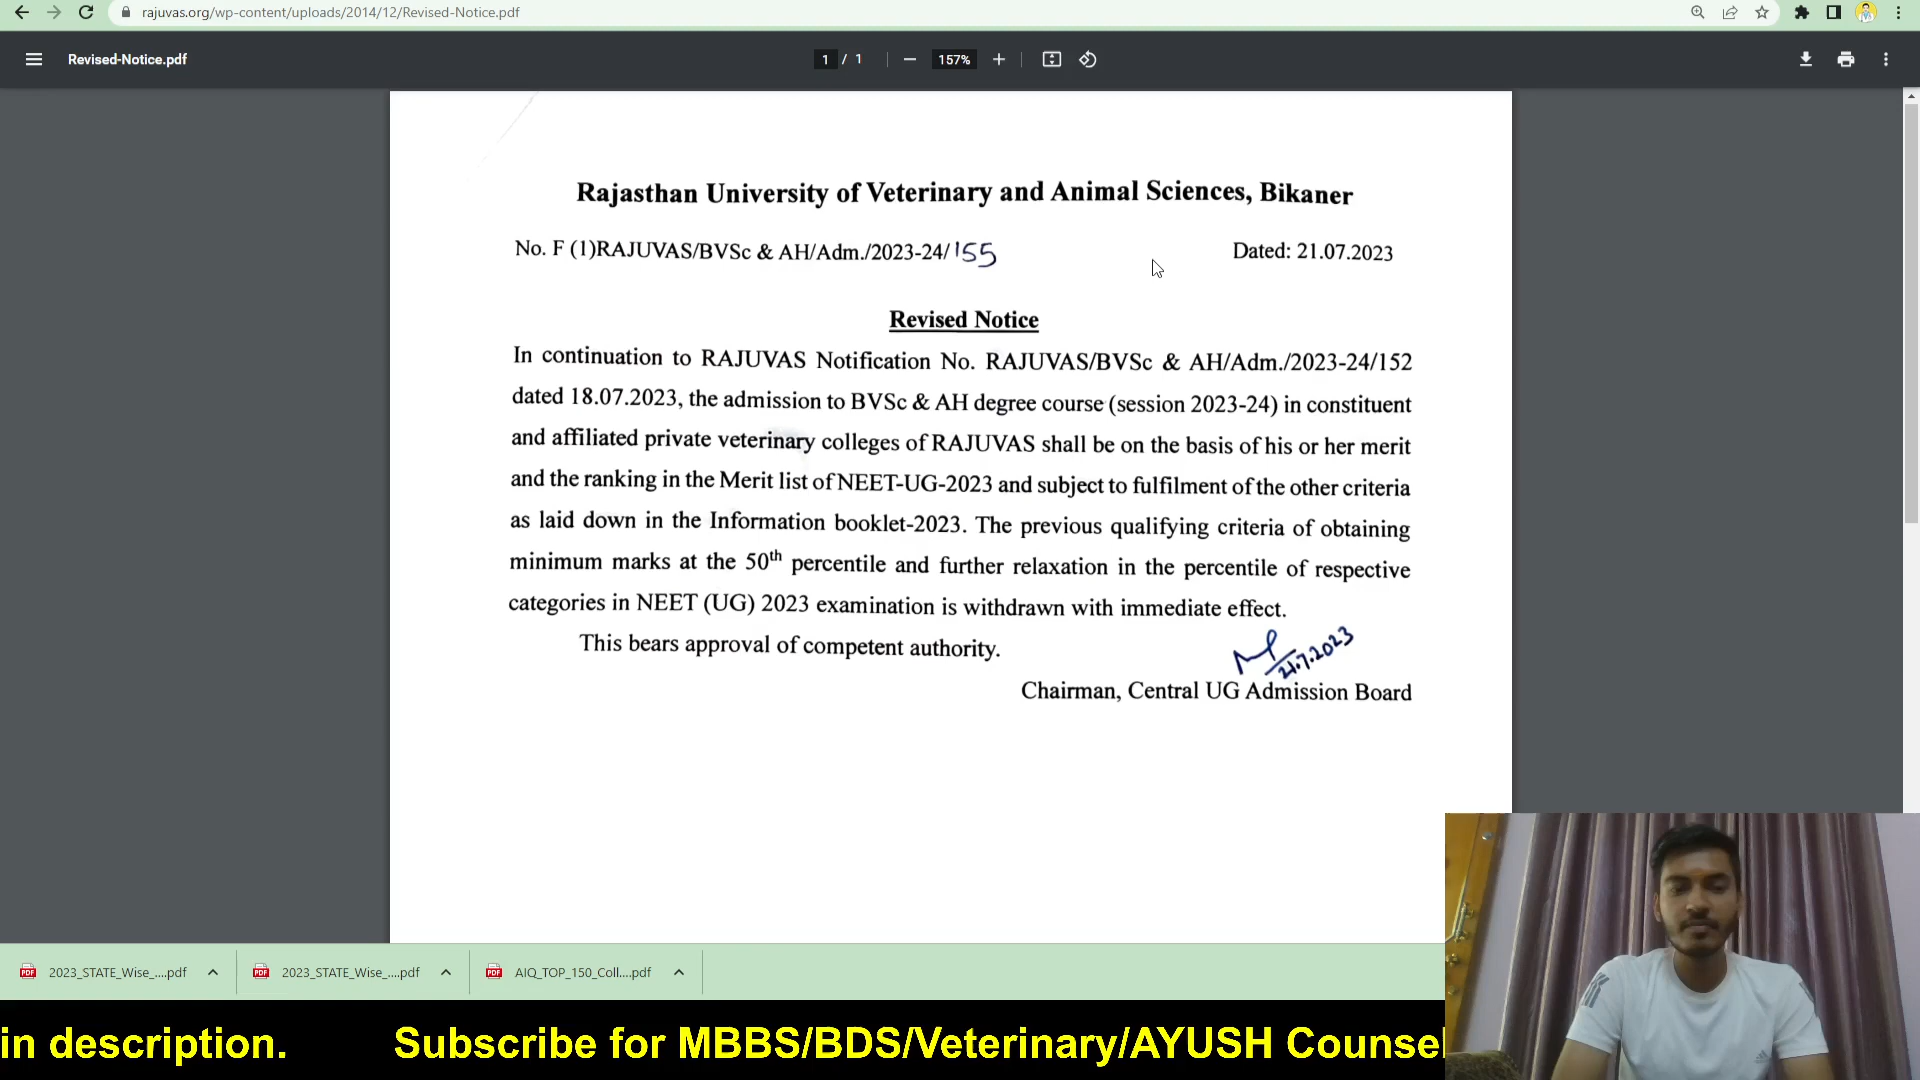 rajuvas.org/wp-content/uploads/2014/12/Revised-Notice.pdf
Revised-Notice.pdf
1 / 1
157%
Rajasthan University of Veterinary and Animal Sciences, Bikaner
No. F (1)RAJUVAS/BVSc & AH/Adm./2023-24/155
Dated: 21.07.2023
Revised Notice
In continuation to RAJUVAS Notification No. RAJUVAS/BVSc & AH/Adm./2023-24/152
dated 18.07.2023, the admission to BVSc & AH degree course (session 2023-24) in constituent
and affiliated private veterinary colleges of RAJUVAS shall be on the basis of his or her merit
and the ranking in the Merit list of NEET-UG-2023 and subject to fulfilment of the other criteria
as laid down in the Information booklet-2023. The previous qualifying criteria of obtaining
minimum marks at the 50th percentile and further relaxation in the percentile of respective
categories in NEET (UG) 2023 examination is withdrawn with immediate effect.
This bears approval of competent authority.
21.7.2023
Chairman, Central UG Admission Board
2023_STATE_Wise_....pdf
2023_STATE_Wise_....pdf
AIQ_TOP_150_Coll....pdf
in description. Subscribe for MBBS/BDS/Veterinary/AYUSH Counsel